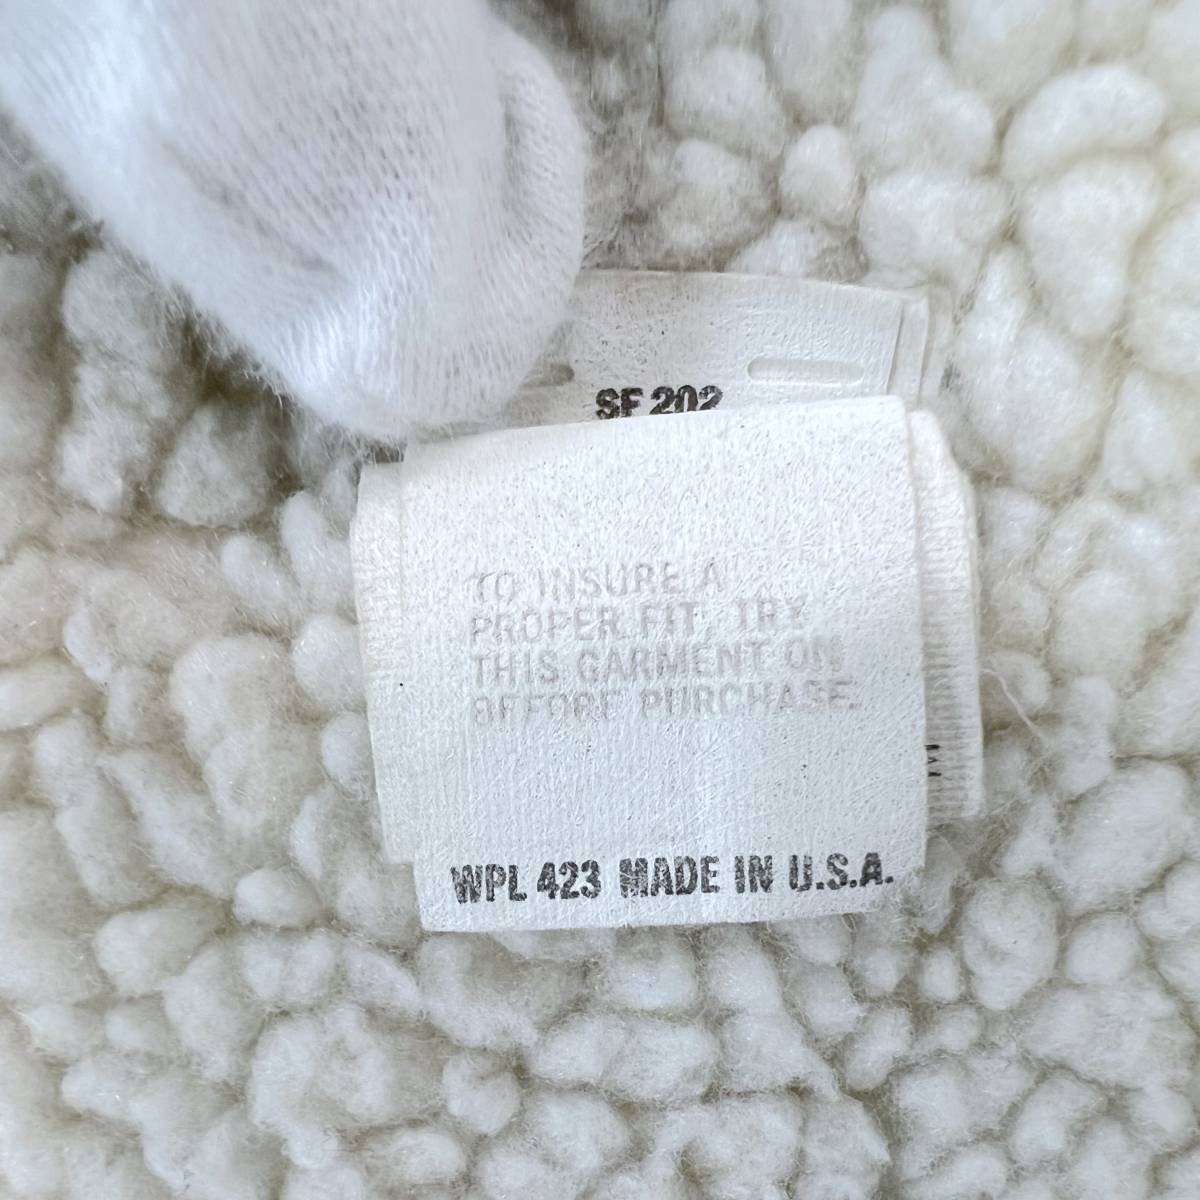 SF 202
TO INSURE A
PROPER FIT, TRY
THIS GARMENT ON
BEFORE PURCHASE.
WPL 423 MADE IN U.S.A.